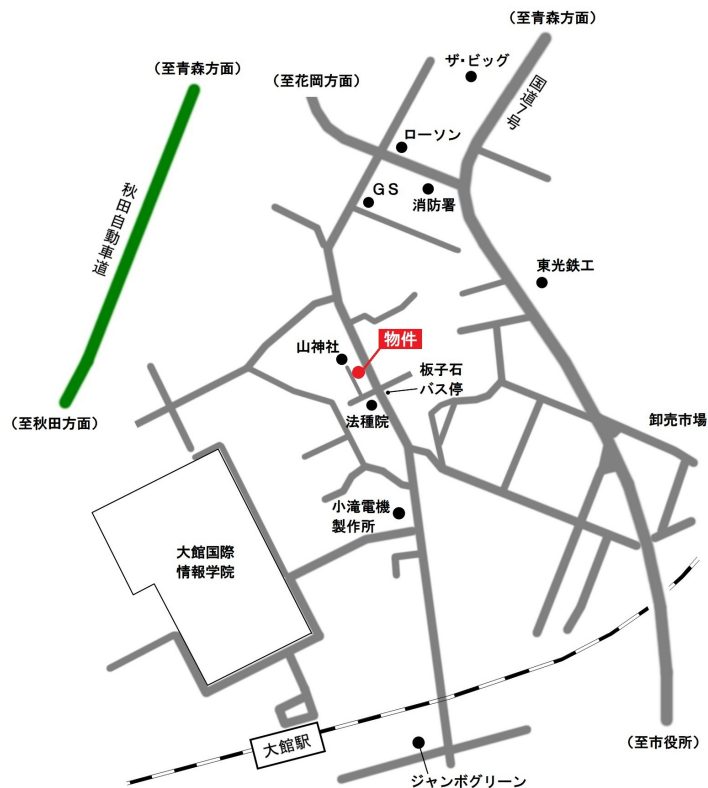 (至青森方面)
ザ・ビッグ
(至青森方面)
(至花岡方面)
国道7号
ローソン
GS
消防署
秋田自動車道
東光鉄工
物件
山神社
板子石
バス停
(至秋田方面)
法種院
卸売市場
小滝電機
製作所
大館国際
情報学院
大館駅
(至市役所)
ジャンボグリーン